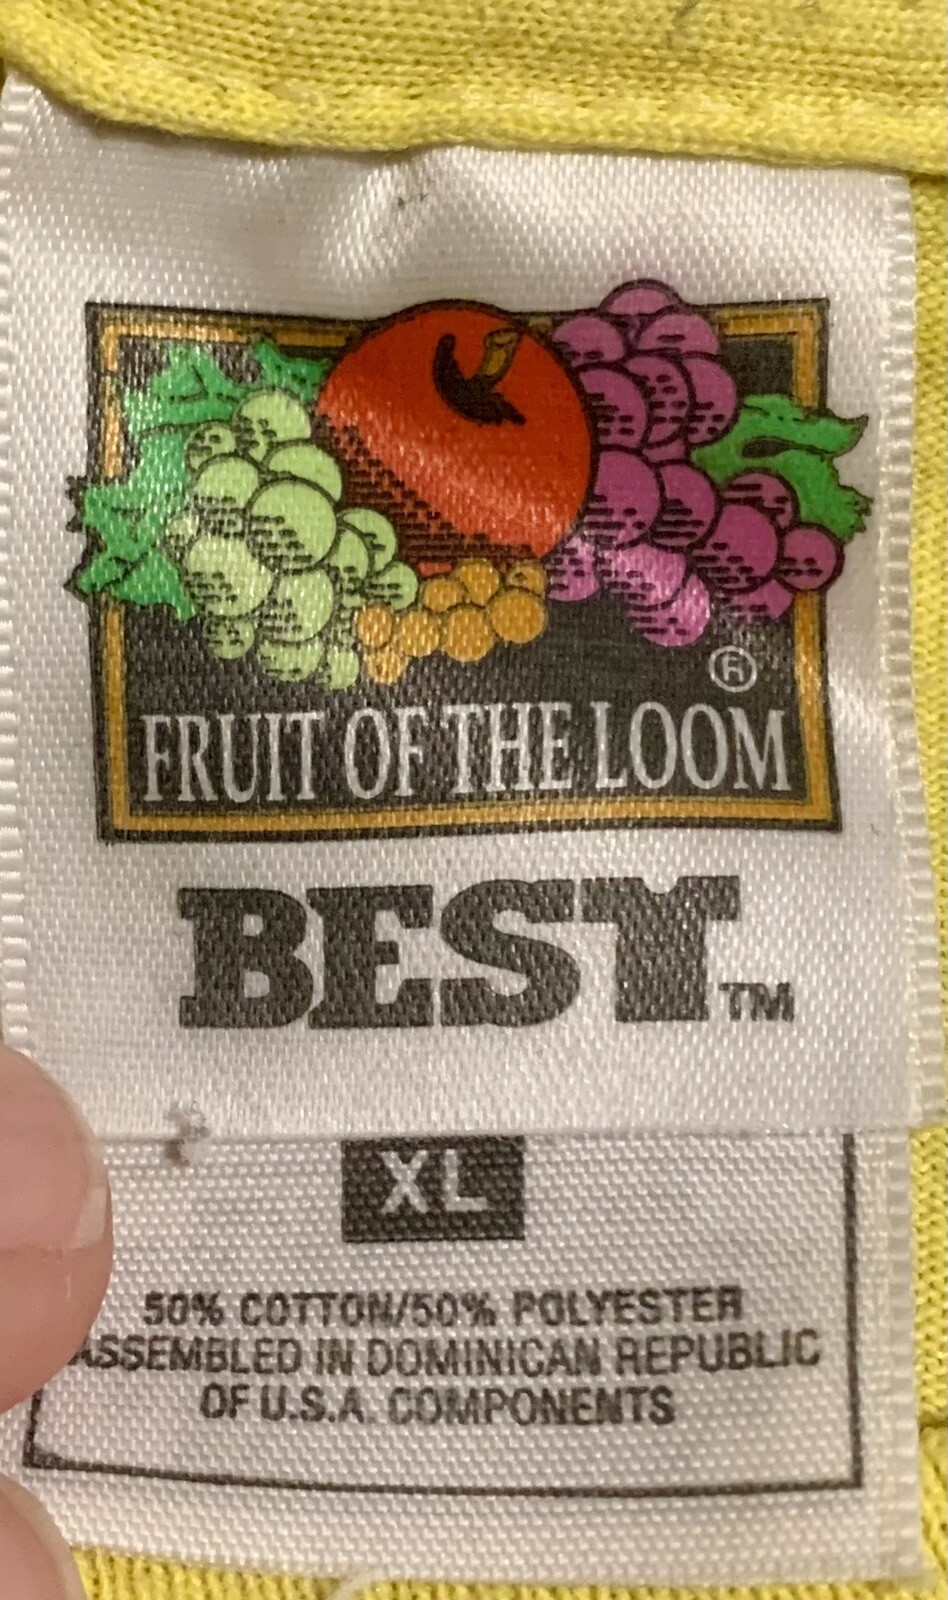 ®
FRUIT OF THE LOOM
BEST™
XL
50% COTTON/50% POLYESTER
ASSEMBLED IN DOMINICAN REPUBLIC
OF U.S.A. COMPONENTS